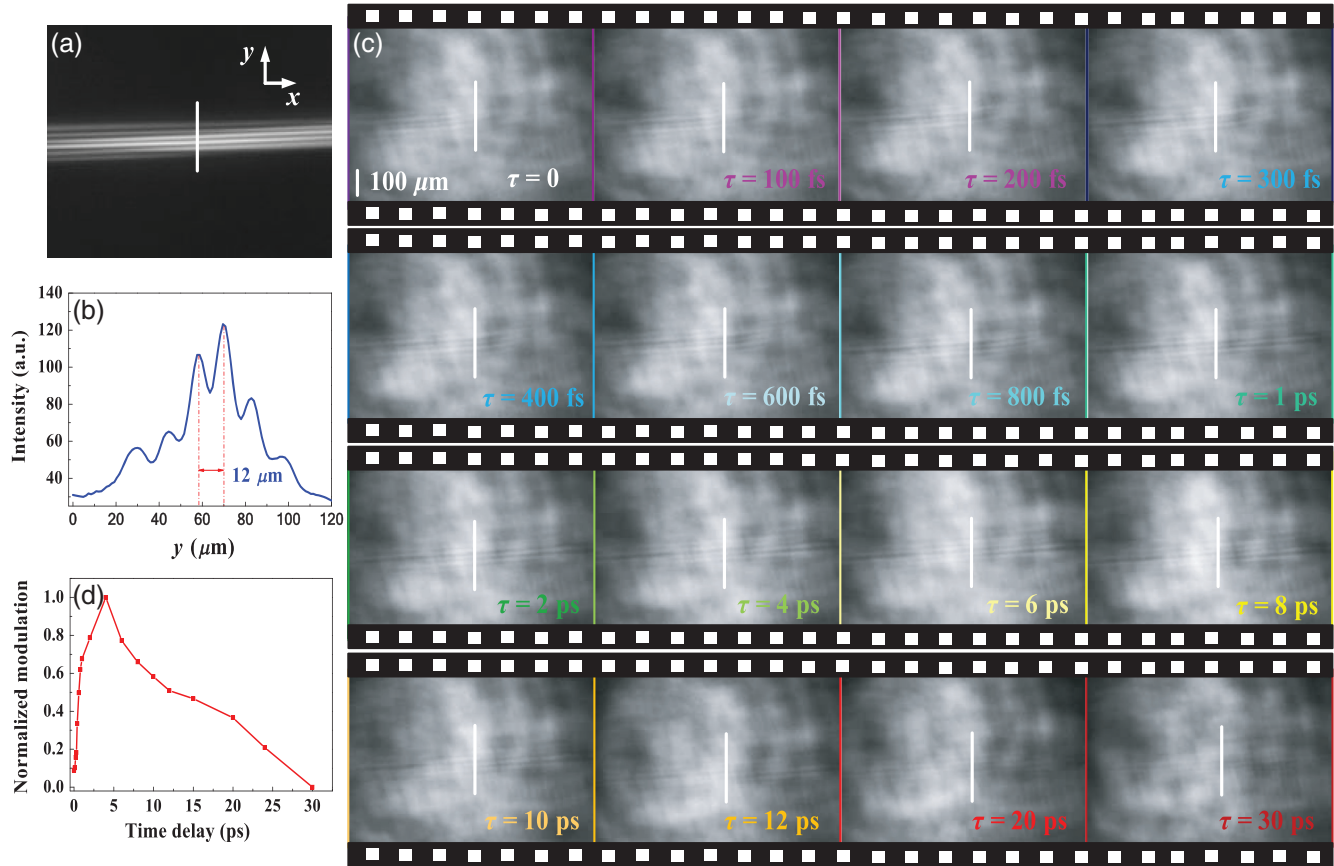 (a)
y
x
(b)
140
120
100
80
60
40
Intensity (a.u.)
12 μm
0 20 40 60 80 100 120
y (μm)
(c)
100 μm
τ = 0
τ = 100 fs
τ = 200 fs
τ = 300 fs
τ = 400 fs
τ = 600 fs
τ = 800 fs
τ = 1 ps
τ = 2 ps
τ = 4 ps
τ = 6 ps
τ = 8 ps
τ = 10 ps
τ = 12 ps
τ = 20 ps
τ = 30 ps
(d)
1.0
0.8
0.6
0.4
0.2
0.0
Normalized modulation
0 5 10 15 20 25 30
Time delay (ps)